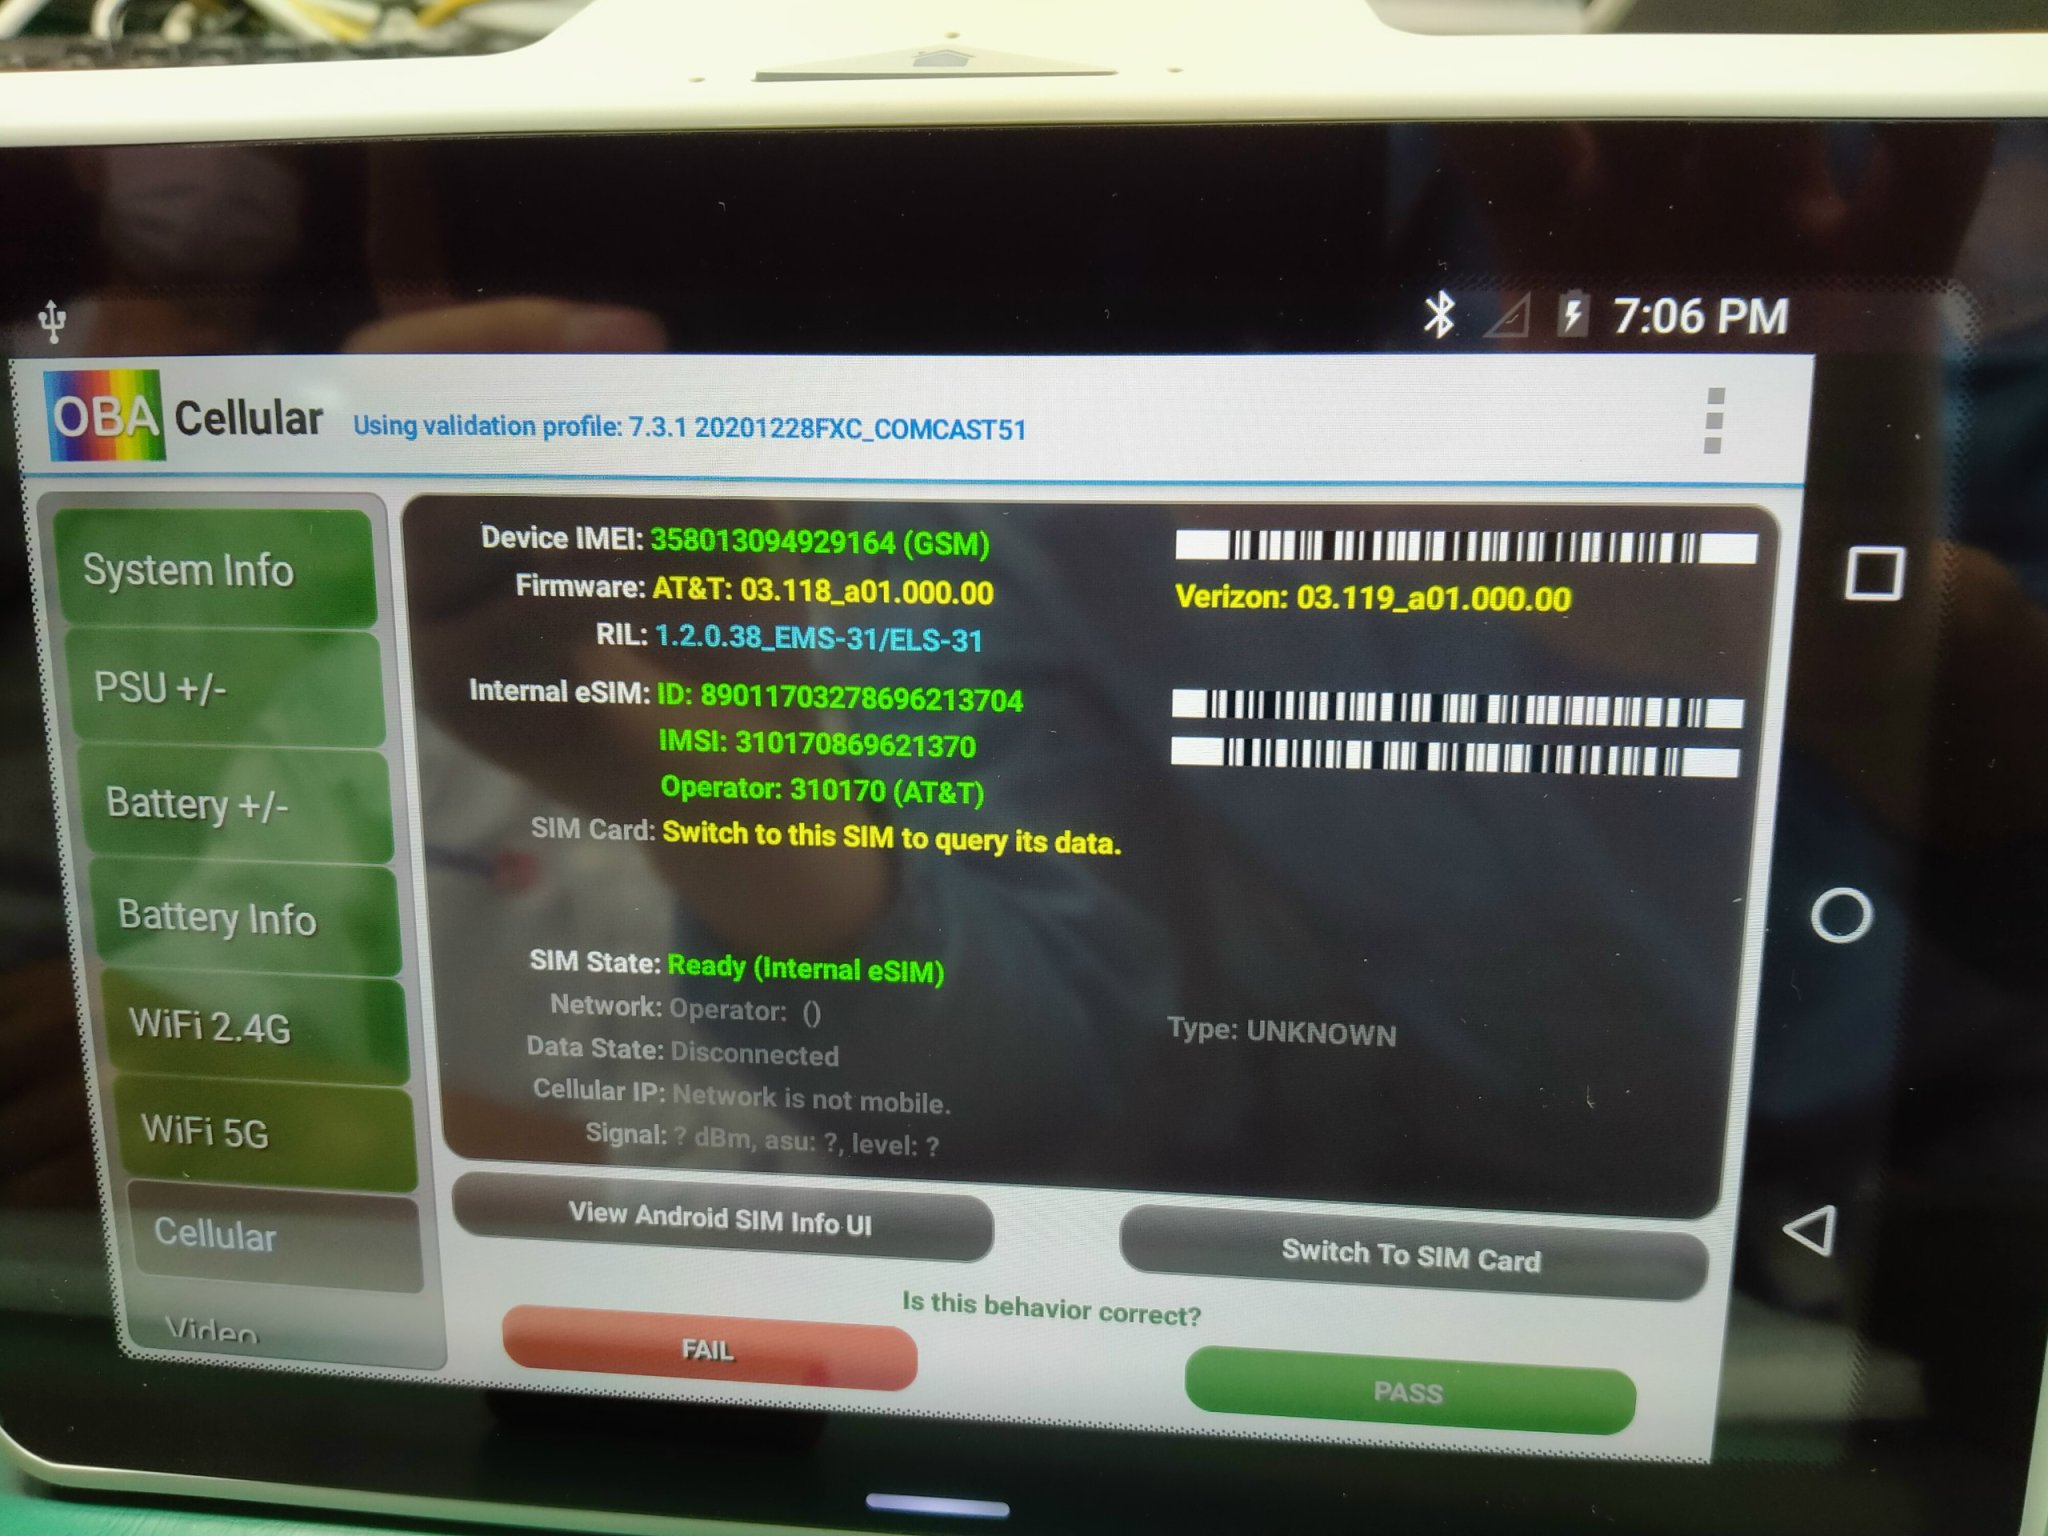 7:06 PM
OBA Cellular Using validation profile: 7.3.1 20201228FXC_COMCAST51
System Info
PSU +/-
Battery +/-
Battery Info
WiFi 2.4G
WiFi 5G
Cellular
Video
Device IMEI: 358013094929164 (GSM)
Firmware: AT&T: 03.118_a01.000.00 Verizon: 03.119_a01.000.00
RIL: 1.2.0.38_EMS-31/ELS-31
Internal eSIM: ID: 89011703278696213704
IMSI: 310170869621370
Operator: 310170 (AT&T)
SIM Card: Switch to this SIM to query its data.
SIM State: Ready (Internal eSIM)
Network: Operator: () Type: UNKNOWN
Data State: Disconnected
Cellular IP: Network is not mobile.
Signal: ? dBm, asu: ?, level: ?
View Android SIM Info UI
Switch To SIM Card
Is this behavior correct?
FAIL
PASS